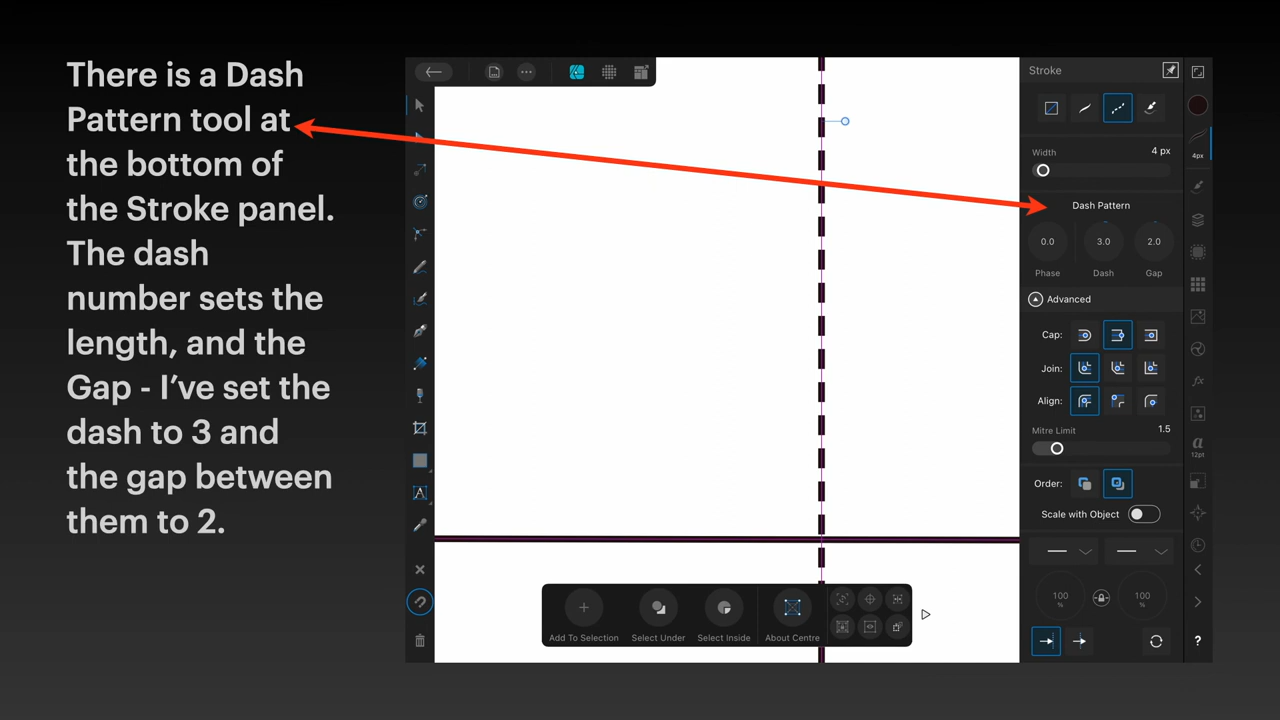 There is a Dash
Pattern tool at
the bottom of
the Stroke panel.
The dash
number sets the
length, and the
Gap - I've set the
dash to 3 and
the gap between
them to 2.
Stroke
Width 4 px
4px
Dash Pattern
0.0 3.0 2.0
Phase Dash Gap
Advanced
Cap:
Join:
Align:
Mitre Limit 1.5
a
12pt
Order:
Scale with Object
100 % 100 %
?
Add To Selection Select Under Select Inside About Centre